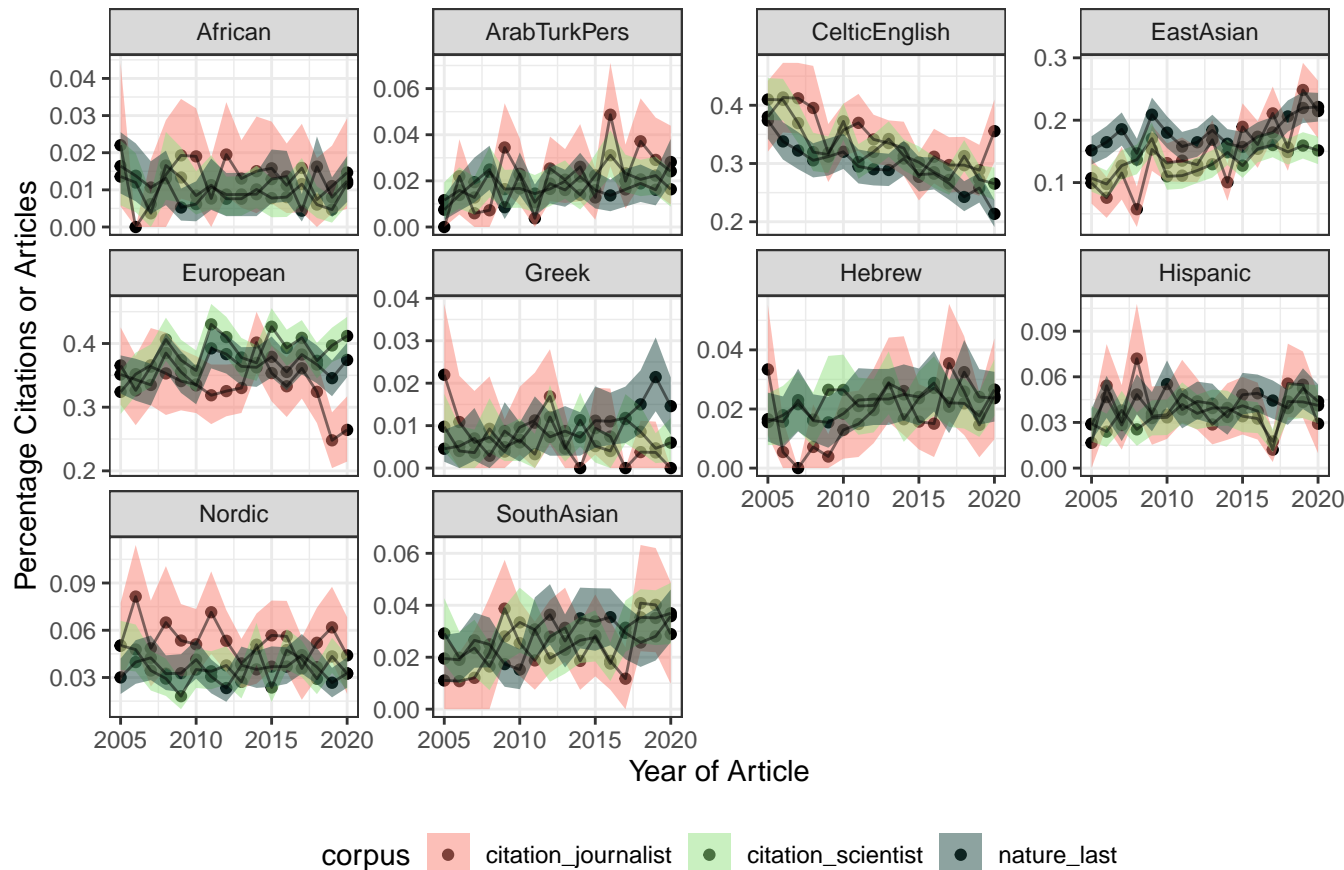 African ArabTurkPers CelticEnglish EastAsian
0.04 0.03 0.02 0.01 0.00
0.06 0.04 0.02 0.00
0.4 0.3 0.2
0.3 0.2 0.1
European Greek Hebrew Hispanic
0.4 0.3 0.2
0.04 0.03 0.02 0.01 0.00
0.04 0.02 0.00
0.09 0.06 0.03 0.00
2005 2010 2015 2020 2005 2010 2015 2020
Nordic SouthAsian
0.09 0.06 0.03
0.06 0.04 0.02 0.00
2005 2010 2015 2020 2005 2010 2015 2020
Percentage Citations or Articles
Year of Article
corpus citation_journalist citation_scientist nature_last